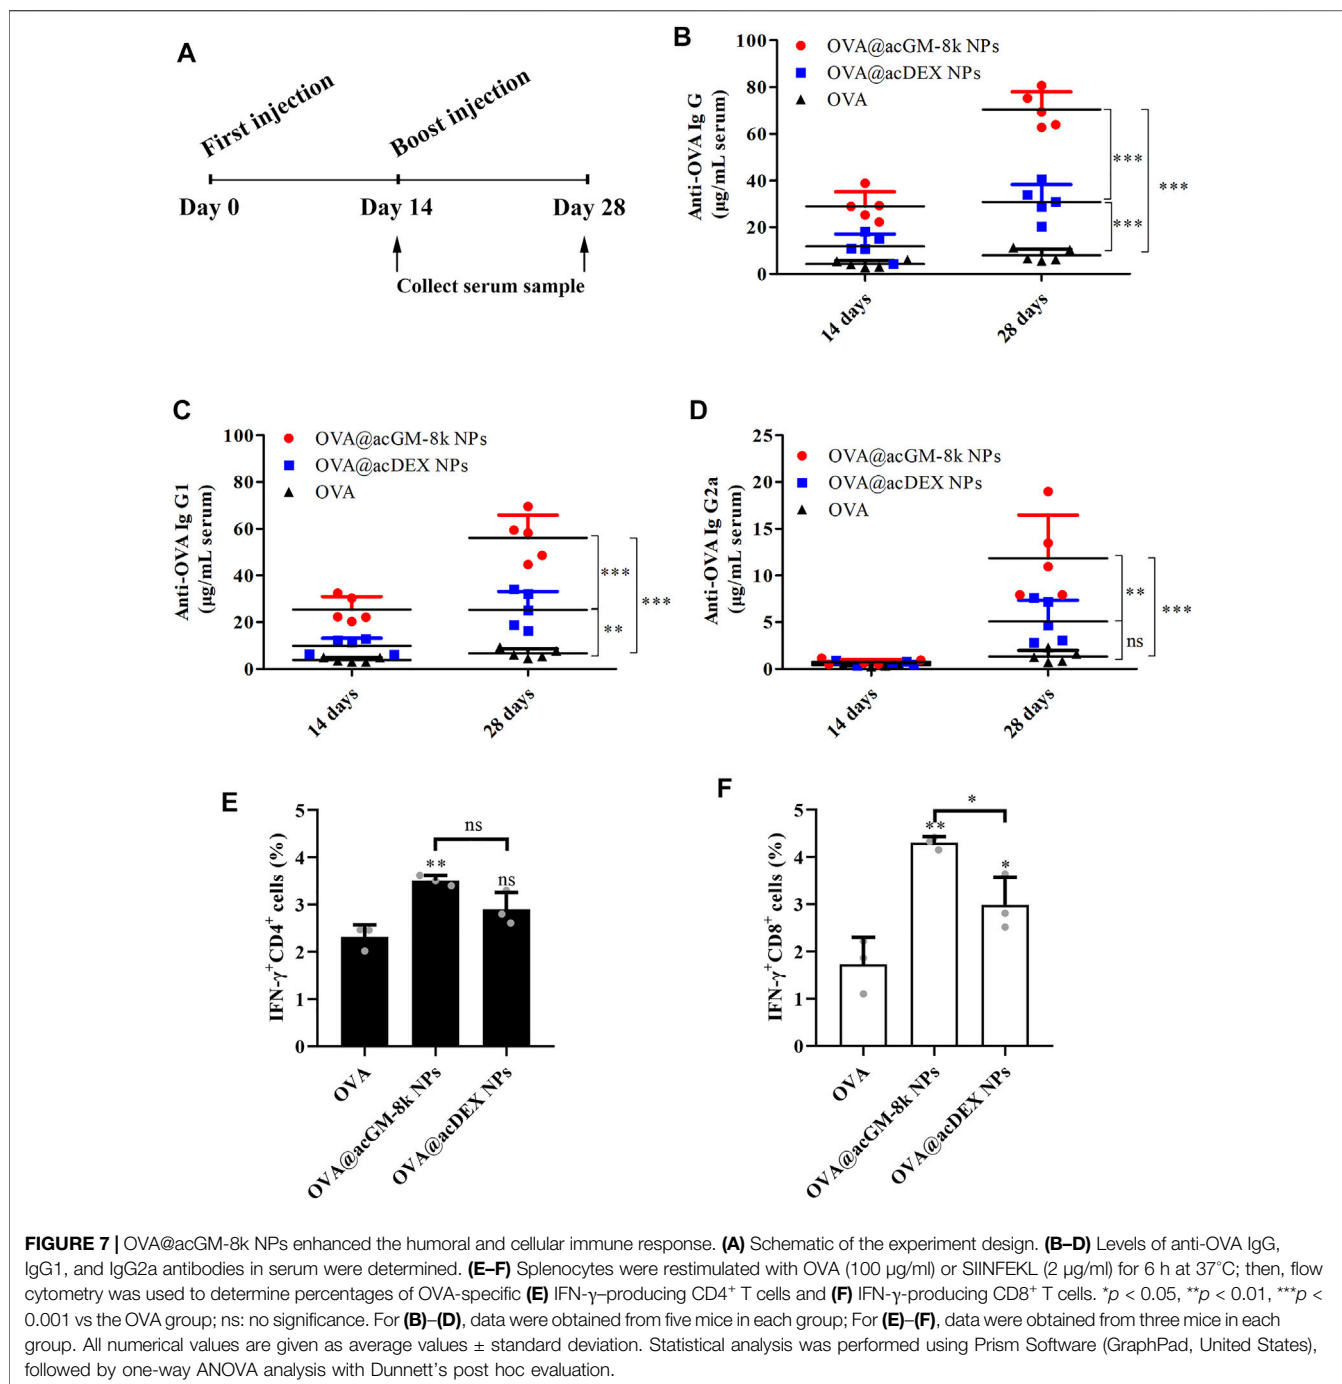 A
First injection
Boost injection
Day 0
Day 14
Day 28
Collect serum sample
B
OVA@acGM-8k NPs
OVA@acDEX NPs
OVA
Anti-OVA Ig G
(μg/mL serum)
100
80
60
40
20
0
***
***
***
14 days
28 days
C
OVA@acGM-8k NPs
OVA@acDEX NPs
OVA
Anti-OVA Ig G1
(μg/mL serum)
100
80
60
40
20
0
***
**
***
14 days
28 days
D
OVA@acGM-8k NPs
OVA@acDEX NPs
OVA
Anti-OVA Ig G2a
(μg/mL serum)
25
20
15
10
5
0
**
ns
***
14 days
28 days
E
IFN-γ⁺CD4⁺ cells (%)
5
4
3
2
1
0
ns
**
ns
OVA
OVA@acGM-8k NPs
OVA@acDEX NPs
F
IFN-γ⁺CD8⁺ cells (%)
5
4
3
2
1
0
*
**
*
OVA
OVA@acGM-8k NPs
OVA@acDEX NPs
FIGURE 7 | OVA@acGM-8k NPs enhanced the humoral and cellular immune response. (A) Schematic of the experiment design. (B–D) Levels of anti-OVA IgG,
IgG1, and IgG2a antibodies in serum were determined. (E–F) Splenocytes were restimulated with OVA (100 μg/ml) or SIINFEKL (2 μg/ml) for 6 h at 37°C; then, flow
cytometry was used to determine percentages of OVA-specific (E) IFN-γ–producing CD4⁺ T cells and (F) IFN-γ-producing CD8⁺ T cells. *p < 0.05, **p < 0.01, ***p <
0.001 vs the OVA group; ns: no significance. For (B)–(D), data were obtained from five mice in each group; For (E)–(F), data were obtained from three mice in each
group. All numerical values are given as average values ± standard deviation. Statistical analysis was performed using Prism Software (GraphPad, United States),
followed by one-way ANOVA analysis with Dunnett's post hoc evaluation.